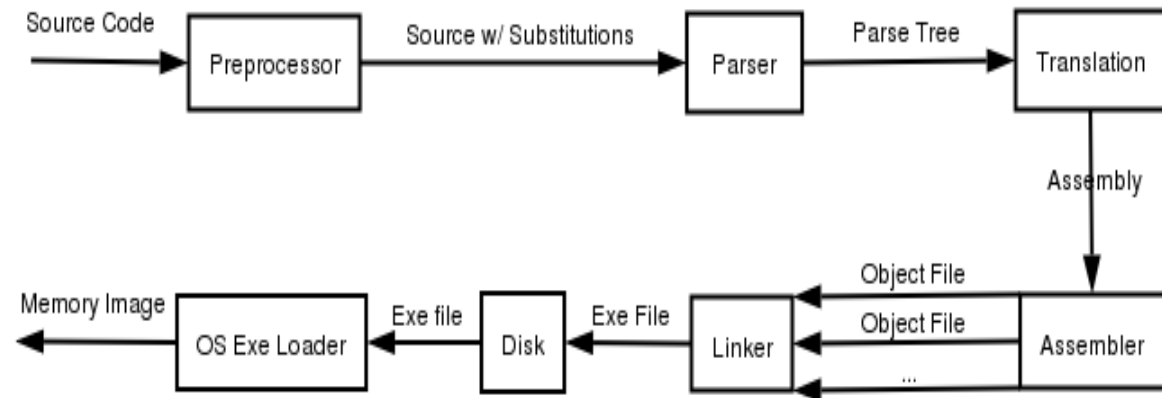 Source Code
Preprocessor
Source w/ Substitutions
Parser
Parse Tree
Translation
Assembly
Object File
Assembler
Object File
...
Linker
Exe File
Disk
Exe file
OS Exe Loader
Memory Image